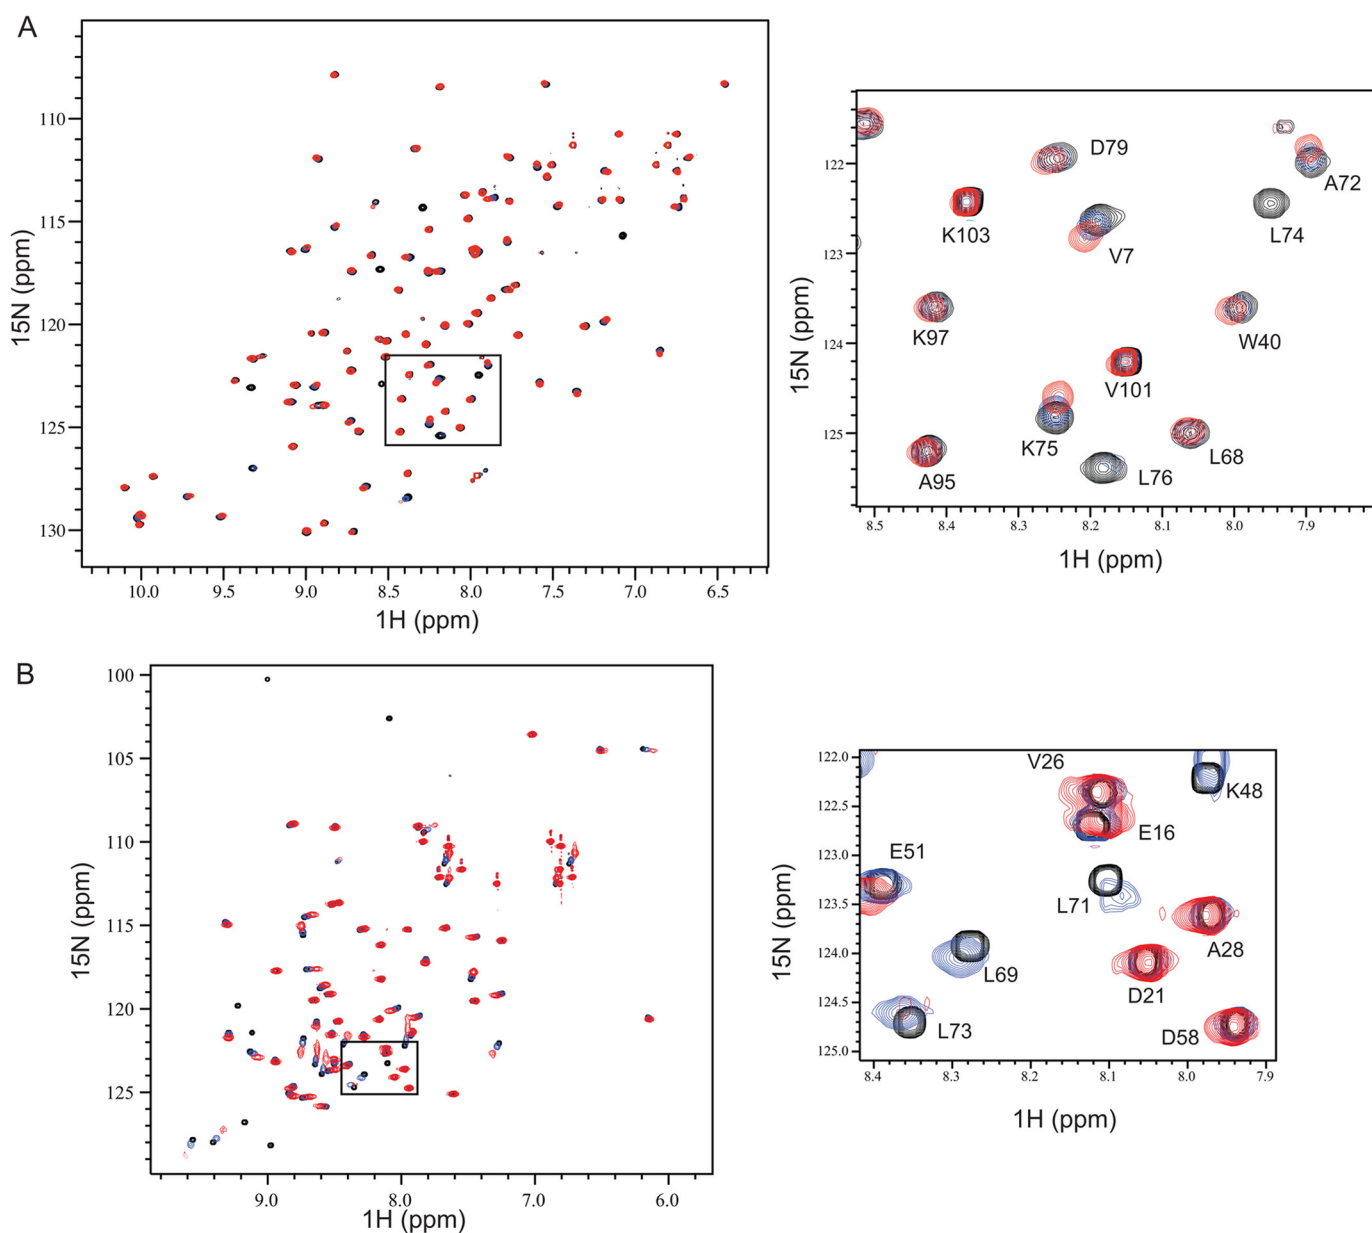 A
110
115
120
125
130
15N (ppm)
10.0 9.5 9.0 8.5 8.0 7.5 7.0 6.5
1H (ppm)
122
123
124
125
15N (ppm)
D79
A72
K103
V7
L74
K97
W40
V101
K75
L68
A95
L76
8.5 8.4 8.3 8.2 8.1 8.0 7.9
1H (ppm)
B
100
105
110
115
120
125
15N (ppm)
9.0 8.0 7.0 6.0
1H (ppm)
122.0
122.5
123.0
123.5
124.0
124.5
125.0
15N (ppm)
V26
K48
E16
E51
L71
A28
L69
D21
L73
D58
8.4 8.3 8.2 8.1 8.0 7.9
1H (ppm)